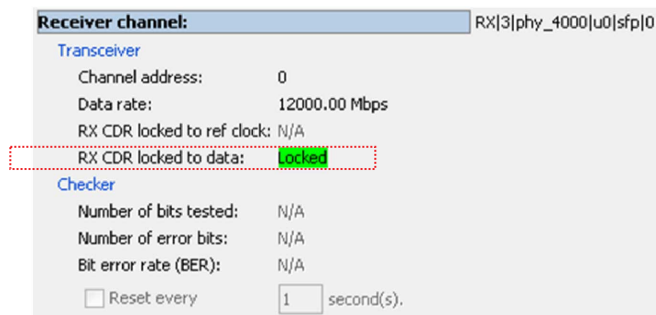 Receiver channel: RX|3|phy_4000|u0|sfp|0
Transceiver
Channel address: 0
Data rate: 12000.00 Mbps
RX CDR locked to ref clock: N/A
RX CDR locked to data: Locked
Checker
Number of bits tested: N/A
Number of error bits: N/A
Bit error rate (BER): N/A
Reset every 1 second(s).